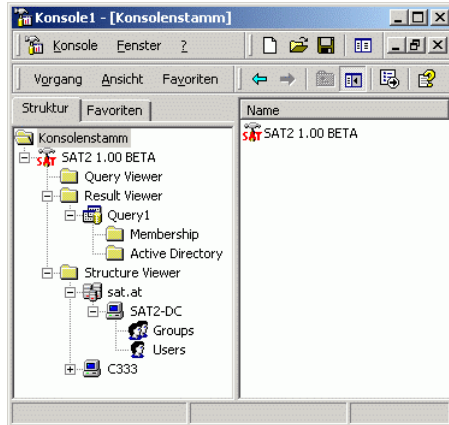 Konsole1 - [Konsolenstamm]
Konsole Fenster ?
Vorgang Ansicht Favoriten
Struktur Favoriten
Konsolenstamm
SAT2 1.00 BETA
Query Viewer
Result Viewer
Query1
Membership
Active Directory
Structure Viewer
sat.at
SAT2-DC
Groups
Users
C333
Name
SAT2 1.00 BETA